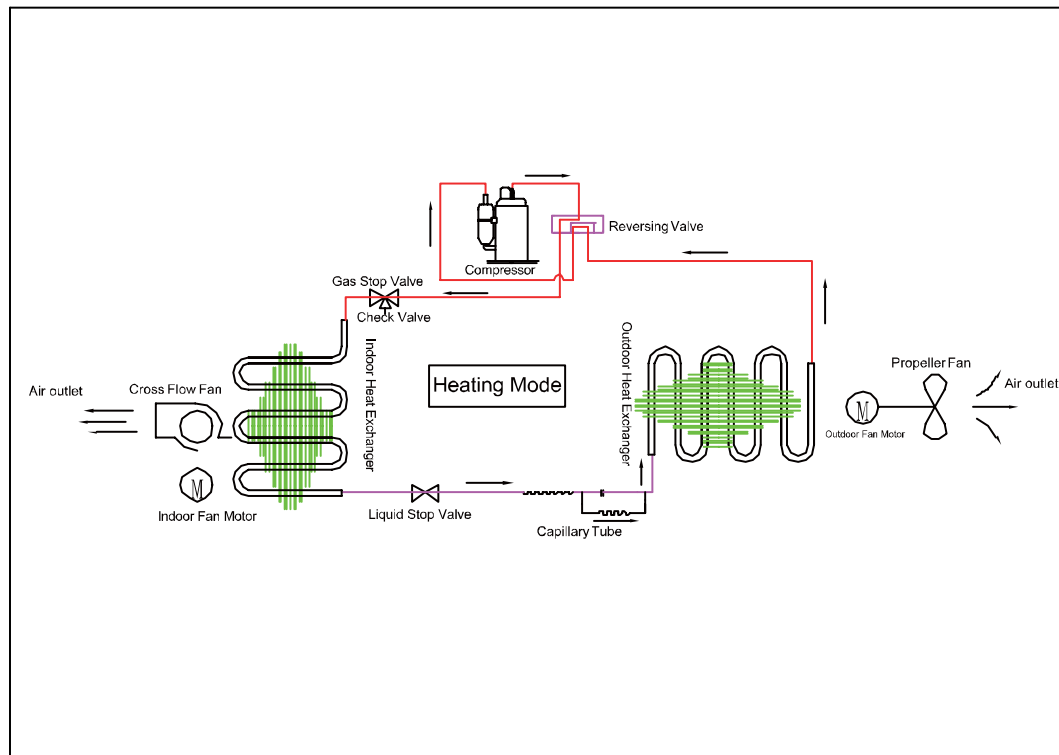 Reversing Valve
Compressor
Gas Stop Valve
Check Valve
Indoor Heat Exchanger
Outdoor Heat Exchanger
Heating Mode
Propeller Fan
Air outlet
Cross Flow Fan
Air outlet
M
Outdoor Fan Motor
M
Indoor Fan Motor
Liquid Stop Valve
Capillary Tube